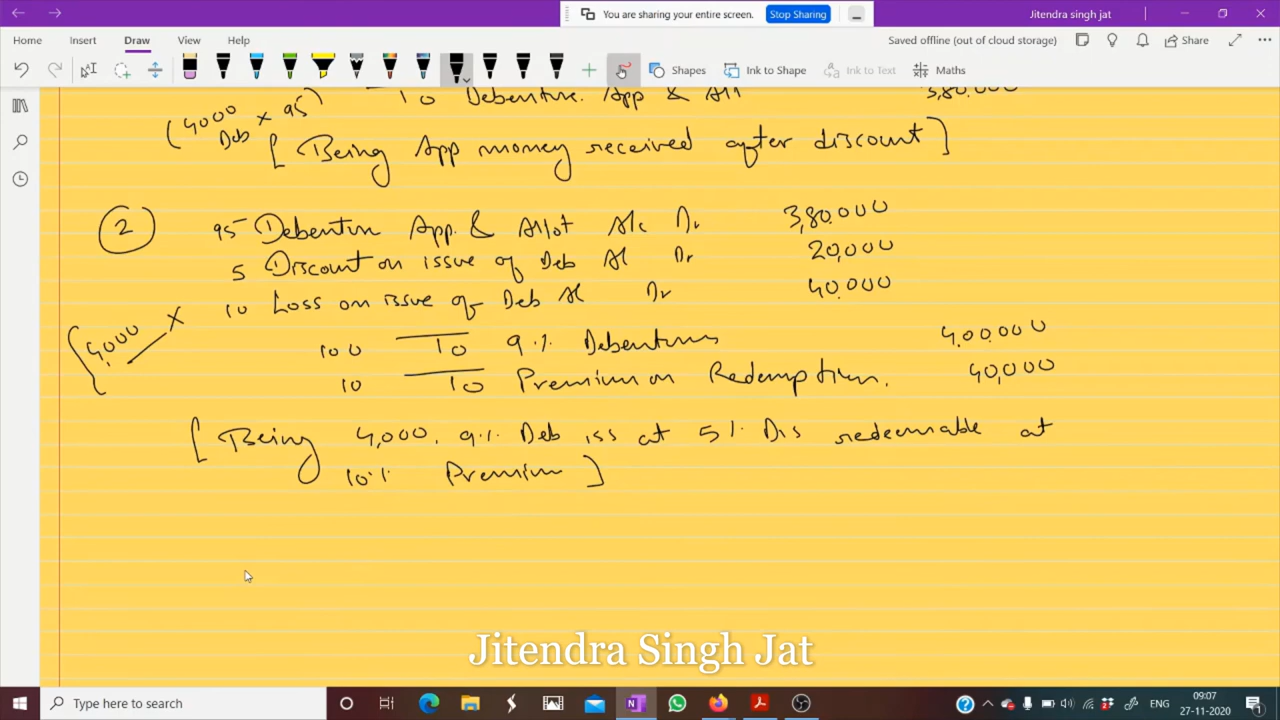 You are sharing your entire screen. Stop Sharing
Jitendra singh jat
Home Insert Draw View Help
Saved offline (out of cloud storage) Share
Shapes Ink to Shape Ink to Text Maths
To Debenture. App & All 3,80,000
(4000 Deb x 95)
[Being App money received after discount]
2 95 Debenture App. & Allot A/c Dr 3,80,000
5 Discount on issue of Deb A/c Dr 20,000
10 Loss on issue of Deb A/c Dr 40,000
{4,000 x
100 To 9.1. Debentures 4,00,000
10 To Premium on Redemption. 40,000
[Being 4,000, 9.1. Deb iss at 5%. Dis redeemable at
10.% Premium]
Jitendra Singh Jat
Type here to search
ENG
09:07
27-11-2020